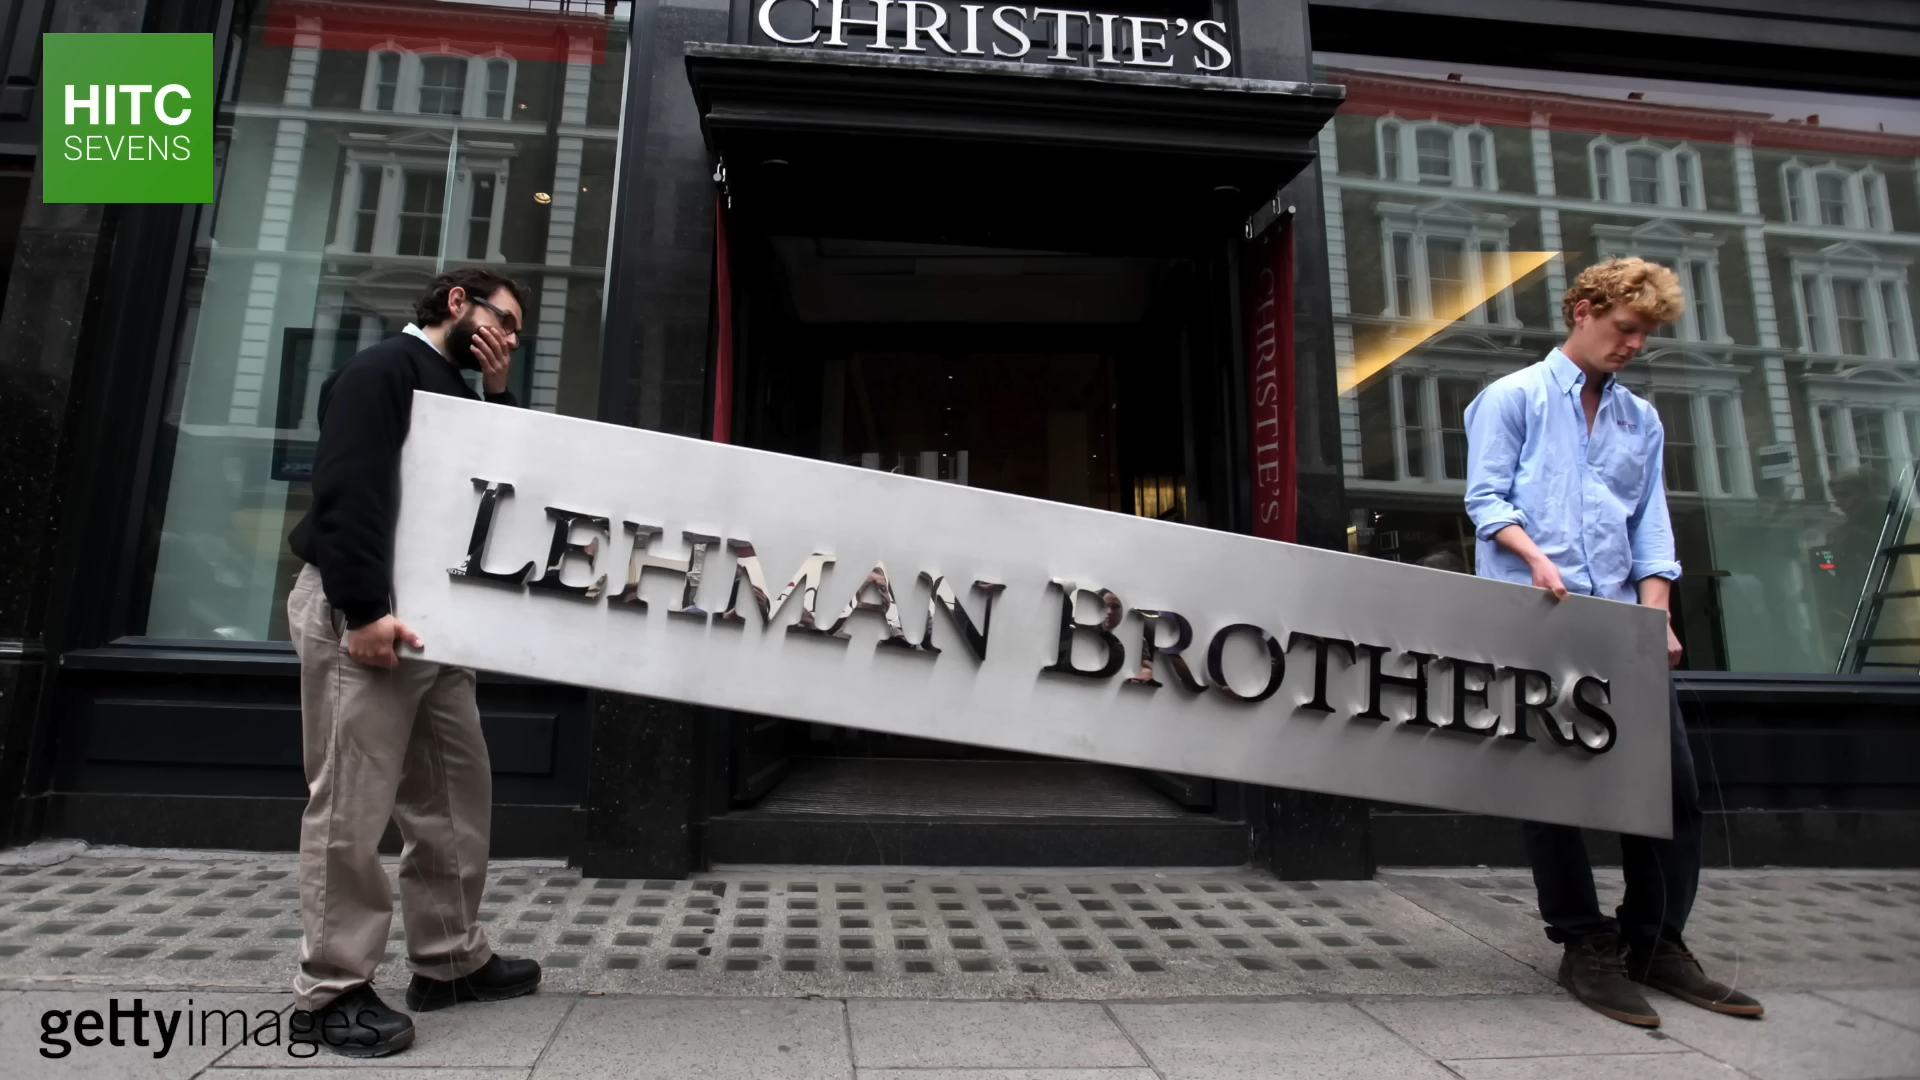 CHRISTIE'S
HITC
SEVENS
CHRISTIE'S
LEHMAN BROTHERS
gettyimages